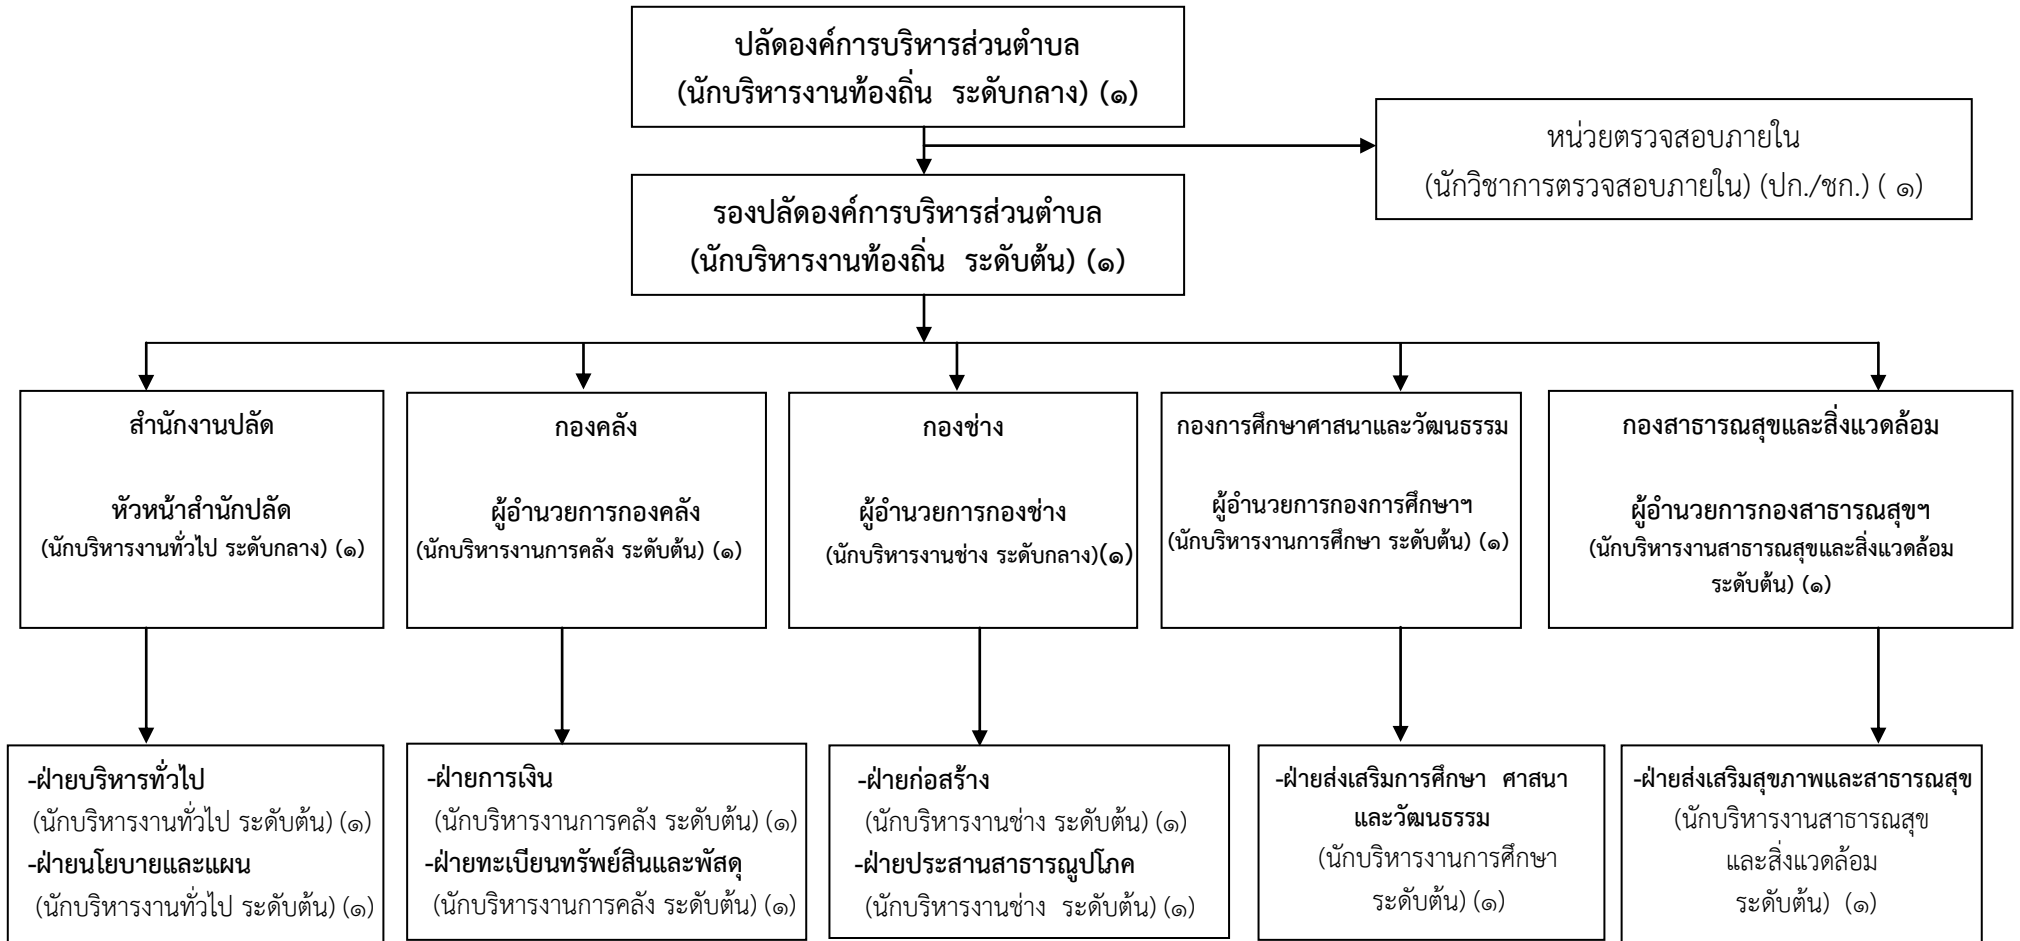 ปลัดองค์การบริหารส่วนตำบล
(นักบริหารงานท้องถิ่น ระดับกลาง) (๑)
หน่วยตรวจสอบภายใน
(นักวิชาการตรวจสอบภายใน) (ปก./ชก.) ( ๑)
รองปลัดองค์การบริหารส่วนตำบล
(นักบริหารงานท้องถิ่น ระดับต้น) (๑)
สำนักงานปลัด
หัวหน้าสำนักปลัด
(นักบริหารงานทั่วไป ระดับกลาง) (๑)
กองคลัง
ผู้อำนวยการกองคลัง
(นักบริหารงานการคลัง ระดับต้น) (๑)
กองช่าง
ผู้อำนวยการกองช่าง
(นักบริหารงานช่าง ระดับกลาง)(๑)
กองการศึกษาศาสนาและวัฒนธรรม
ผู้อำนวยการกองการศึกษาฯ
(นักบริหารงานการศึกษา ระดับต้น) (๑)
กองสาธารณสุขและสิ่งแวดล้อม
ผู้อำนวยการกองสาธารณสุขฯ
(นักบริหารงานสาธารณสุขและสิ่งแวดล้อม
ระดับต้น) (๑)
-ฝ่ายบริหารทั่วไป
(นักบริหารงานทั่วไป ระดับต้น) (๑)
-ฝ่ายนโยบายและแผน
(นักบริหารงานทั่วไป ระดับต้น) (๑)
-ฝ่ายการเงิน
(นักบริหารงานการคลัง ระดับต้น) (๑)
-ฝ่ายทะเบียนทรัพย์สินและพัสดุ
(นักบริหารงานการคลัง ระดับต้น) (๑)
-ฝ่ายก่อสร้าง
(นักบริหารงานช่าง ระดับต้น) (๑)
-ฝ่ายประสานสาธารณูปโภค
(นักบริหารงานช่าง ระดับต้น) (๑)
-ฝ่ายส่งเสริมการศึกษา ศาสนา
และวัฒนธรรม
(นักบริหารงานการศึกษา
ระดับต้น) (๑)
-ฝ่ายส่งเสริมสุขภาพและสาธารณสุข
(นักบริหารงานสาธารณสุข
และสิ่งแวดล้อม
ระดับต้น) (๑)